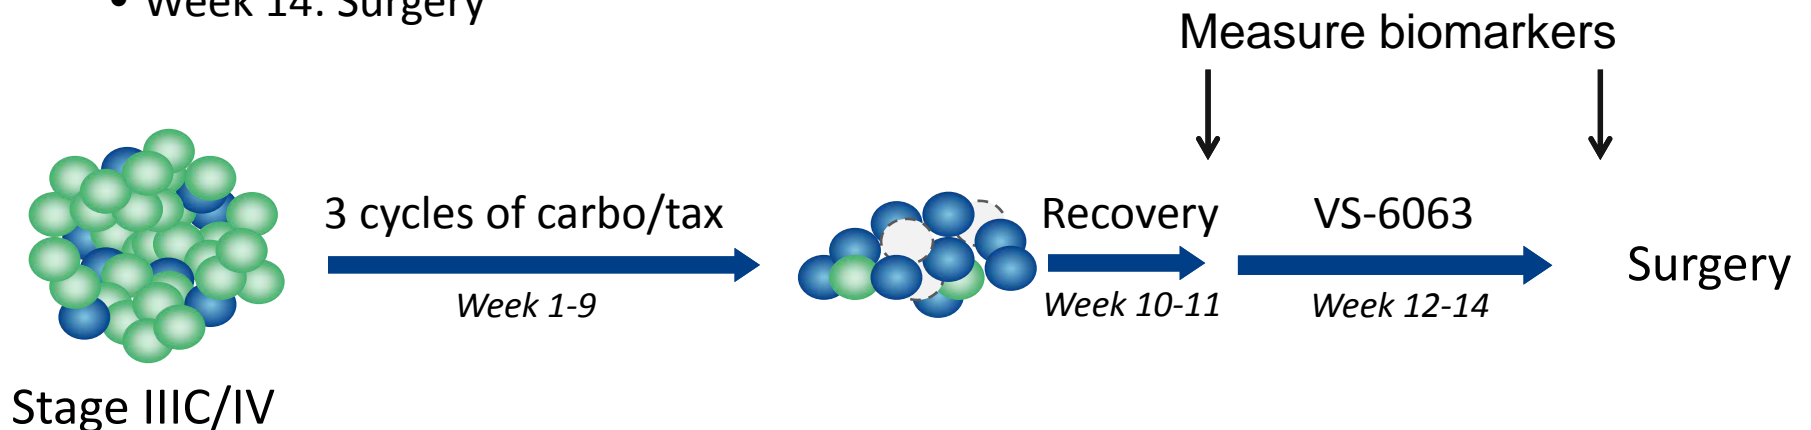 • Week 14: Surgery
Measure biomarkers
3 cycles of carbo/tax
Recovery
VS-6063
Surgery
Week 1-9
Week 10-11
Week 12-14
Stage IIIC/IV